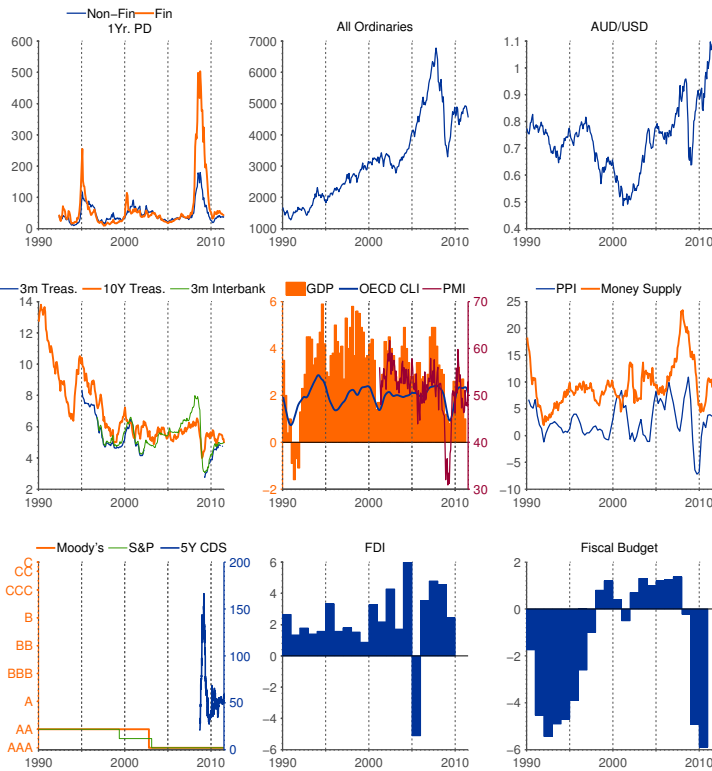 Non-Fin Fin
1Yr. PD
600
500
400
300
200
100
0
1990 2000 2010
All Ordinaries
7000
6000
5000
4000
3000
2000
1000
1990 2000 2010
AUD/USD
1.1
1
0.9
0.8
0.7
0.6
0.5
0.4
1990 2000 2010
3m Treas. 10Y Treas. 3m Interbank
14
12
10
8
6
4
2
1990 2000 2010
GDP OECD CLI PMI
6 70
60
4
2 50
0 40
−2 30
1990 2000 2010
PPI Money Supply
25
20
15
10
5
0
−5
−10
1990 2000 2010
Moody's S&P 5Y CDS
C 200
CC
CCC
150
B
BB 100
BBB
A 50
AA
AAA 0
1990 2000 2010
FDI
6
4
2
0
−2
−4
−6
1990 2000 2010
Fiscal Budget
2
0
−2
−4
−6
1990 2000 2010